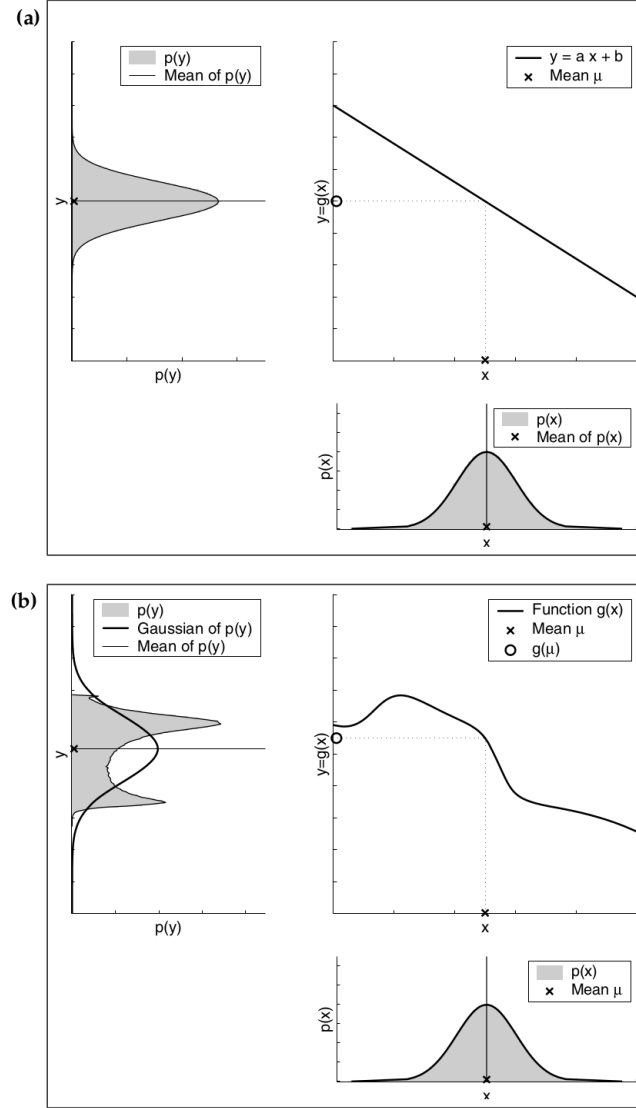 (a)
p(y)
Mean of p(y)
y
p(y)
y = a x + b
Mean μ
y=g(x)
x
p(x)
Mean of p(x)
p(x)
x
(b)
p(y)
Gaussian of p(y)
Mean of p(y)
y
p(y)
Function g(x)
Mean μ
g(μ)
y=g(x)
x
p(x)
Mean μ
p(x)
x